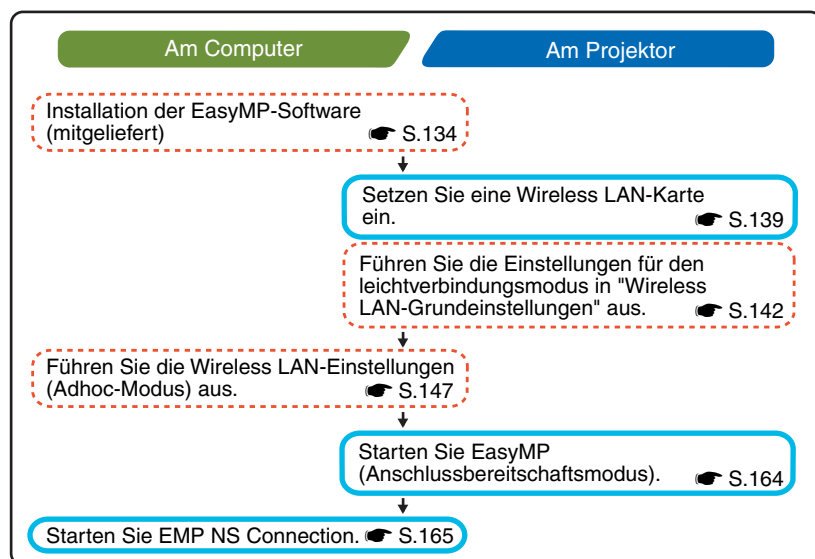 Am Computer
Am Projektor
Installation der EasyMP-Software
(mitgeliefert) ☛ S.134
Setzen Sie eine Wireless LAN-Karte
ein. ☛ S.139
Führen Sie die Einstellungen für den
leichtverbindungsmodus in "Wireless
LAN-Grundeinstellungen" aus. ☛ S.142
Führen Sie die Wireless LAN-Einstellungen
(Adhoc-Modus) aus. ☛ S.147
Starten Sie EasyMP
(Anschlussbereitschaftsmodus). ☛ S.164
Starten Sie EMP NS Connection. ☛ S.165